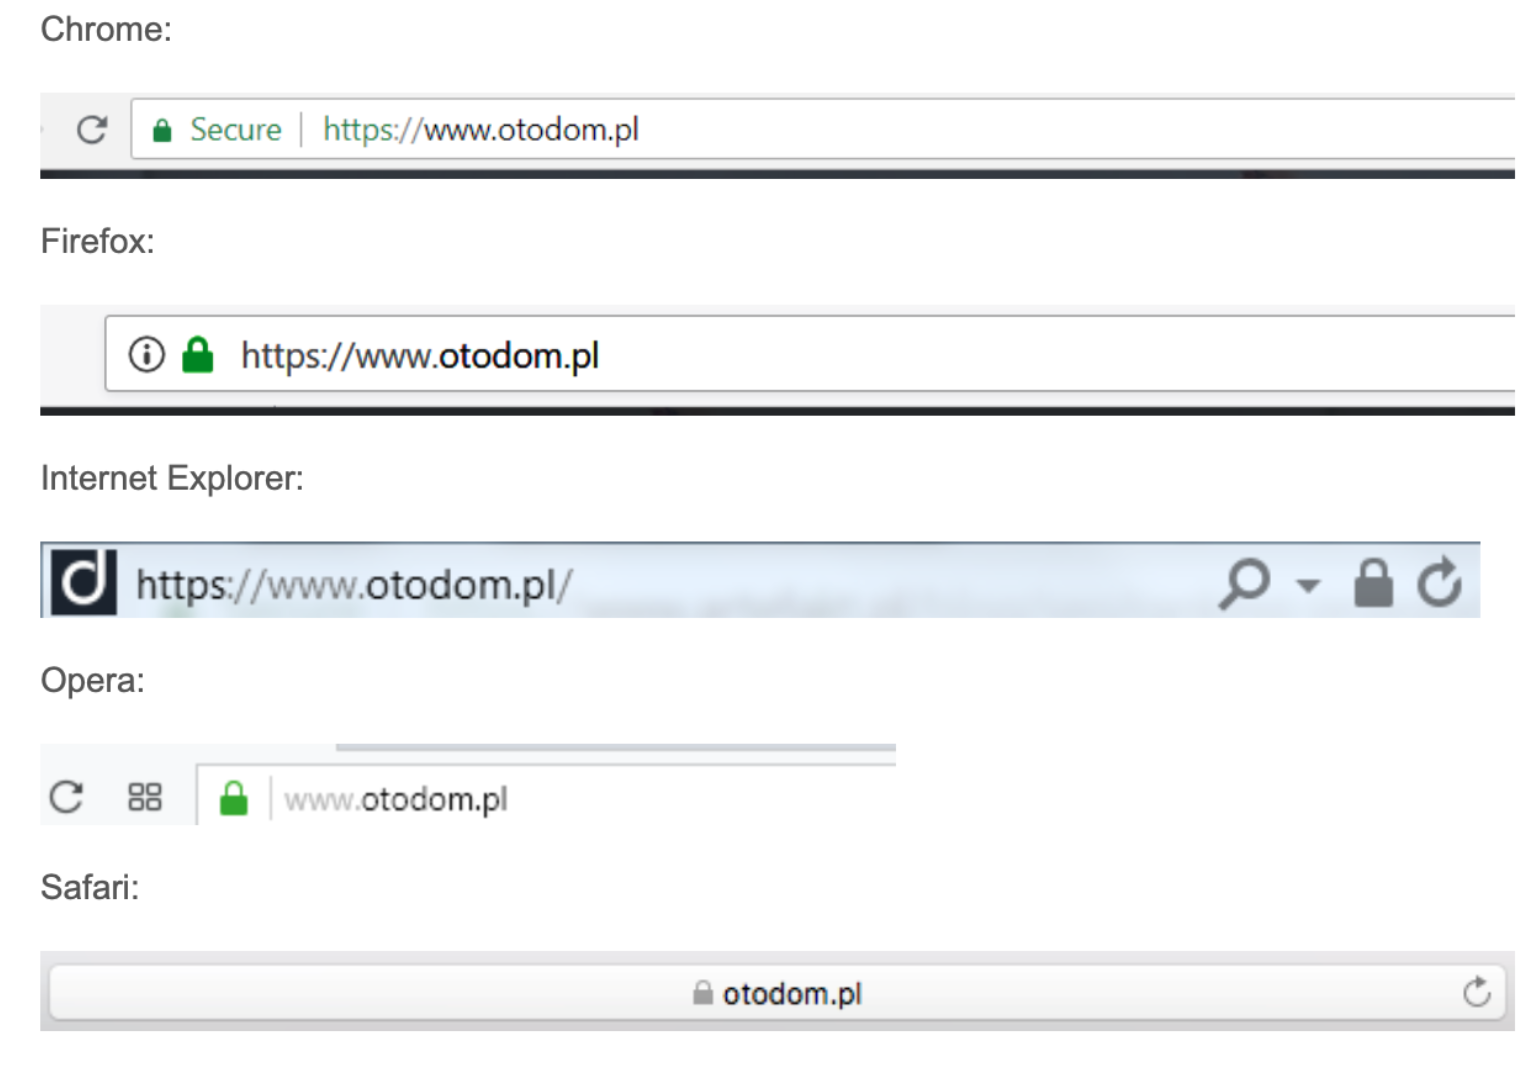 Chrome:
Secure | https://www.otodom.pl
Firefox:
https://www.otodom.pl
Internet Explorer:
d https://www.otodom.pl/
Opera:
www.otodom.pl
Safari:
otodom.pl